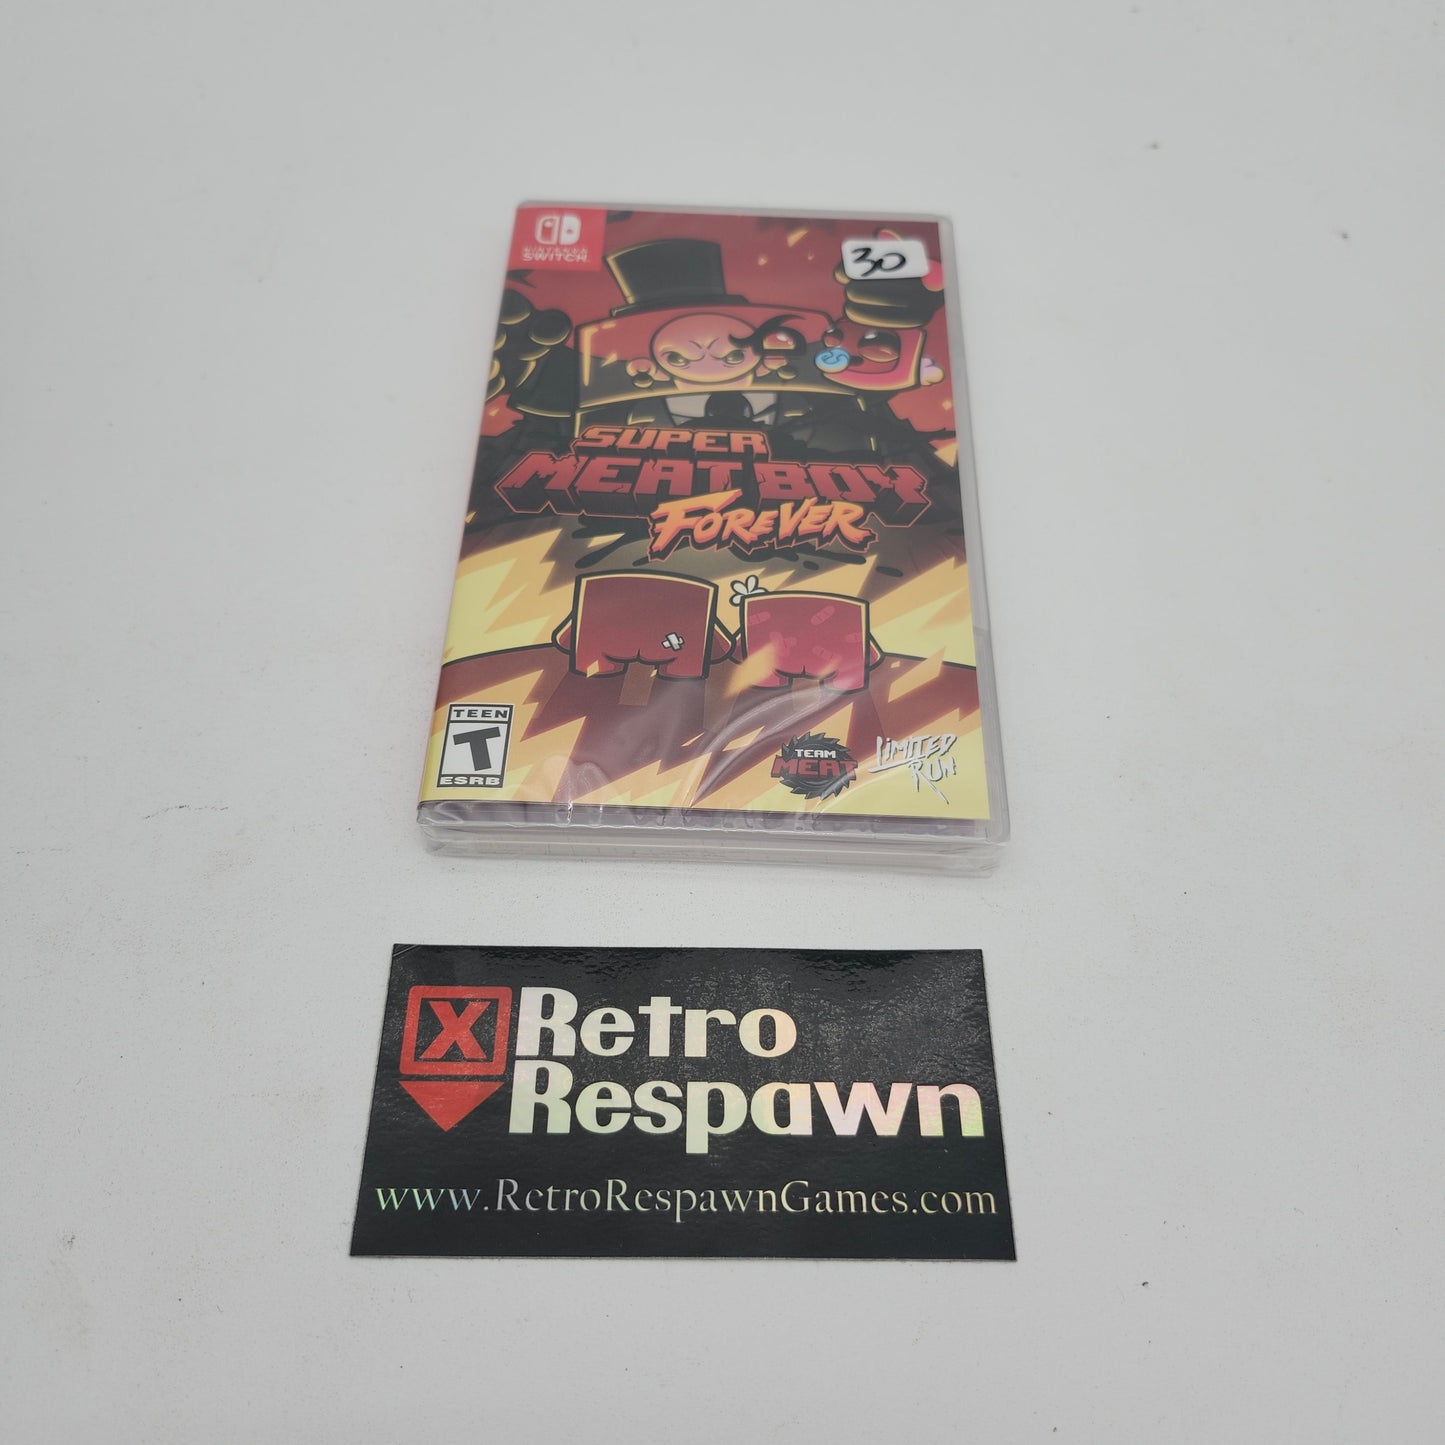 NINTENDO
SWITCH
30
SUPER
MEAT BOY
FOREVER
TEEN
T
ESRB
TEAM
MEAT
LIMITED
RUN
X
Retro
Respawn
www.RetroRespawnGames.com